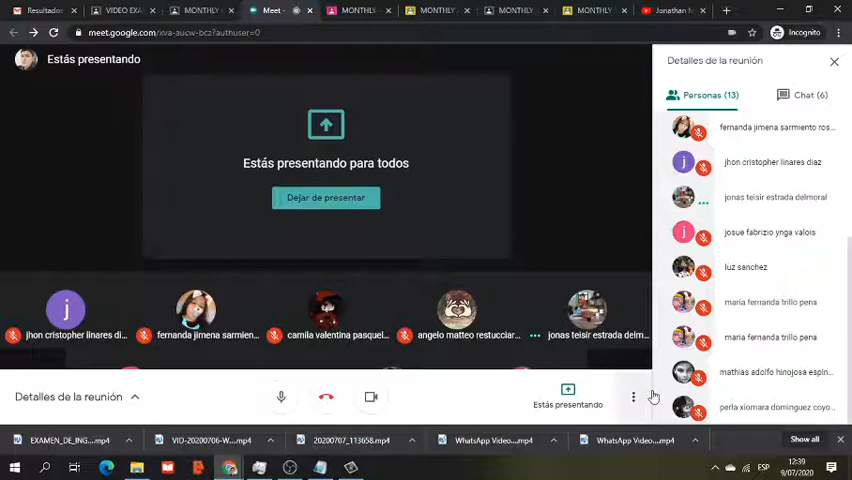 Resultados
VIDEO EXA
MONTHLY
Meet -
MONTHLY
MONTHLY
MONTHLY
MONTHLY
Jonathan N
meet.google.com/xva-aucw-bcz?authuser=0
Incognito
Estás presentando
Detalles de la reunión
Personas (13)
Chat (6)
Estás presentando para todos
Dejar de presentar
fernanda jimena sarmiento ros...
j
jhon cristopher linares diaz
jonas teisir estrada delmoral
j
josue fabrizio ynga valois
luz sanchez
maria fernanda trillo pena
maria fernanda trillo pena
mathias adolfo hinojosa espin...
perla xiomara dominguez coyo...
j
jhon cristopher linares di...
fernanda jimena sarmien...
camila valentina pasquel...
angelo matteo restucciar...
jonas teisir estrada delm...
Detalles de la reunión
Estás presentando
EXAMEN_DE_ING....mp4
VID-20200706-W....mp4
20200707_113658.mp4
WhatsApp Video....mp4
WhatsApp Video....mp4
Show all
ESP
12:39
9/07/2020